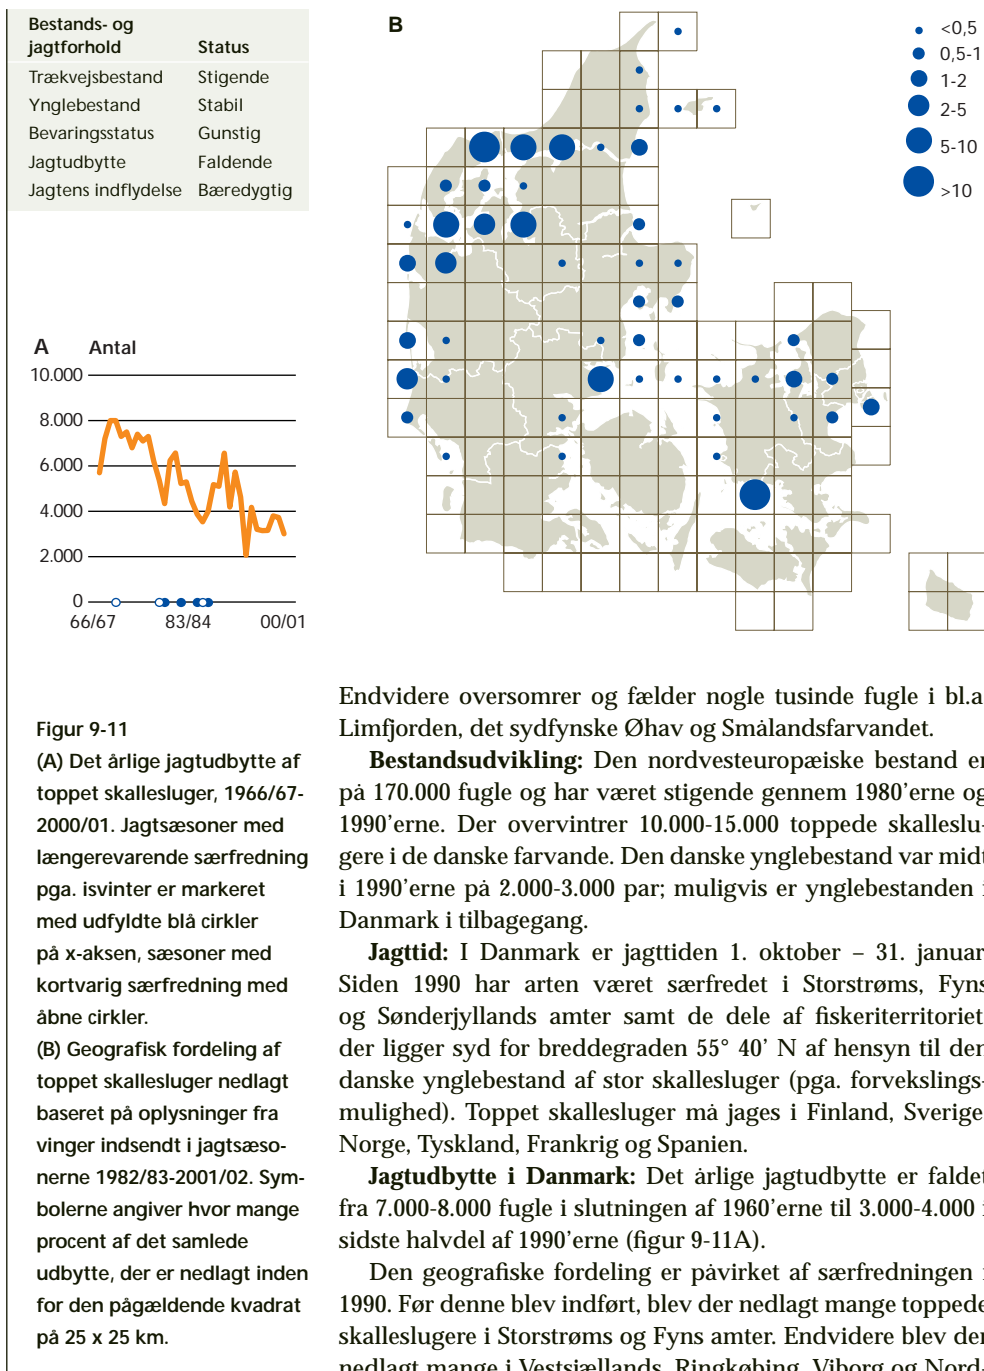 Bestands- og
jagtforhold Status
Trækvejsbestand Stigende
Ynglebestand Stabil
Bevaringsstatus Gunstig
Jagtudbytte Faldende
Jagtens indflydelse Bæredygtig
A Antal
10.000
8.000
6.000
4.000
2.000
0
66/67 83/84 00/01
B
<0,5
0,5-1
1-2
2-5
5-10
>10
Figur 9-11
(A) Det årlige jagtudbytte af
toppet skallesluger, 1966/67-
2000/01. Jagtsæsoner med
længerevarende særfredning
pga. isvinter er markeret
med udfyldte blå cirkler
på x-aksen, sæsoner med
kortvarig særfredning med
åbne cirkler.
(B) Geografisk fordeling af
toppet skallesluger nedlagt
baseret på oplysninger fra
vinger indsendt i jagtsæso-
nerne 1982/83-2001/02. Sym-
bolerne angiver hvor mange
procent af det samlede
udbytte, der er nedlagt inden
for den pågældende kvadrat
på 25 x 25 km.
Endvidere oversomrer og fælder nogle tusinde fugle i bl.a
Limfjorden, det sydfynske Øhav og Smålandsfarvandet.
Bestandsudvikling: Den nordvesteuropæiske bestand er
på 170.000 fugle og har været stigende gennem 1980'erne og
1990'erne. Der overvintrer 10.000-15.000 toppede skalleslu-
gere i de danske farvande. Den danske ynglebestand var midt
i 1990'erne på 2.000-3.000 par; muligvis er ynglebestanden i
Danmark i tilbagegang.
Jagttid: I Danmark er jagttiden 1. oktober – 31. januar
Siden 1990 har arten været særfredet i Storstrøms, Fyns
og Sønderjyllands amter samt de dele af fiskeriterritoriet
der ligger syd for breddegraden 55° 40' N af hensyn til den
danske ynglebestand af stor skallesluger (pga. forvekslings-
mulighed). Toppet skallesluger må jages i Finland, Sverige
Norge, Tyskland, Frankrig og Spanien.
Jagtudbytte i Danmark: Det årlige jagtudbytte er faldet
fra 7.000-8.000 fugle i slutningen af 1960'erne til 3.000-4.000 i
sidste halvdel af 1990'erne (figur 9-11A).
Den geografiske fordeling er påvirket af særfredningen i
1990. Før denne blev indført, blev der nedlagt mange toppede
skalleslugere i Storstrøms og Fyns amter. Endvidere blev der
nedlagt mange i Vestsjællands, Ringkøbing, Viborg og Nord-